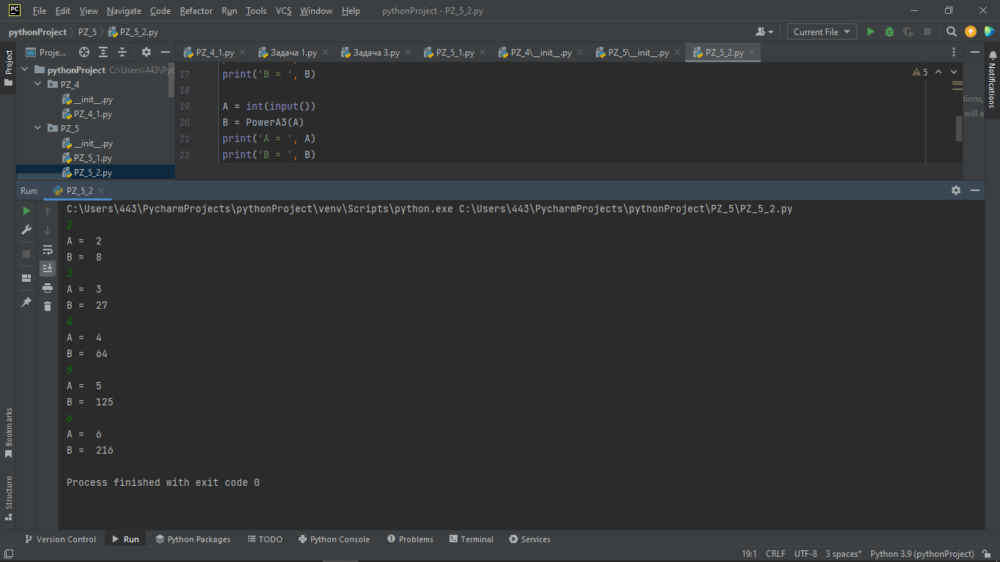 PC File Edit View Navigate Code Refactor Run Tools VCS Window Help pythonProject - PZ_5_2.py
pythonProject PZ_5 PZ_5_2.py Current File
Project
Proje...
PZ_4_1.py Задача 1.py Задача 3.py PZ_5_1.py PZ_4\__init__.py PZ_5\__init__.py PZ_5_2.py
Notifications
pythonProject C:\Users\443\Pyc
PZ_4
__init__.py
PZ_4_1.py
PZ_5
__init__.py
PZ_5_1.py
PZ_5_2.py
17 print('B = ', B)
18
19 A = int(input())
20 B = PowerA3(A)
21 print('A = ', A)
22 print('B = ', B)
5
tions,
will a
Run: PZ_5_2
C:\Users\443\PycharmProjects\pythonProject\venv\Scripts\python.exe C:\Users\443\PycharmProjects\pythonProject\PZ_5\PZ_5_2.py
2
A =  2
B =  8
3
A =  3
B =  27
4
A =  4
B =  64
5
A =  5
B =  125
6
A =  6
B =  216
Process finished with exit code 0
Bookmarks
Structure
Version Control Run Python Packages TODO Python Console Problems Terminal Services
19:1 CRLF UTF-8 3 spaces* Python 3.9 (pythonProject)